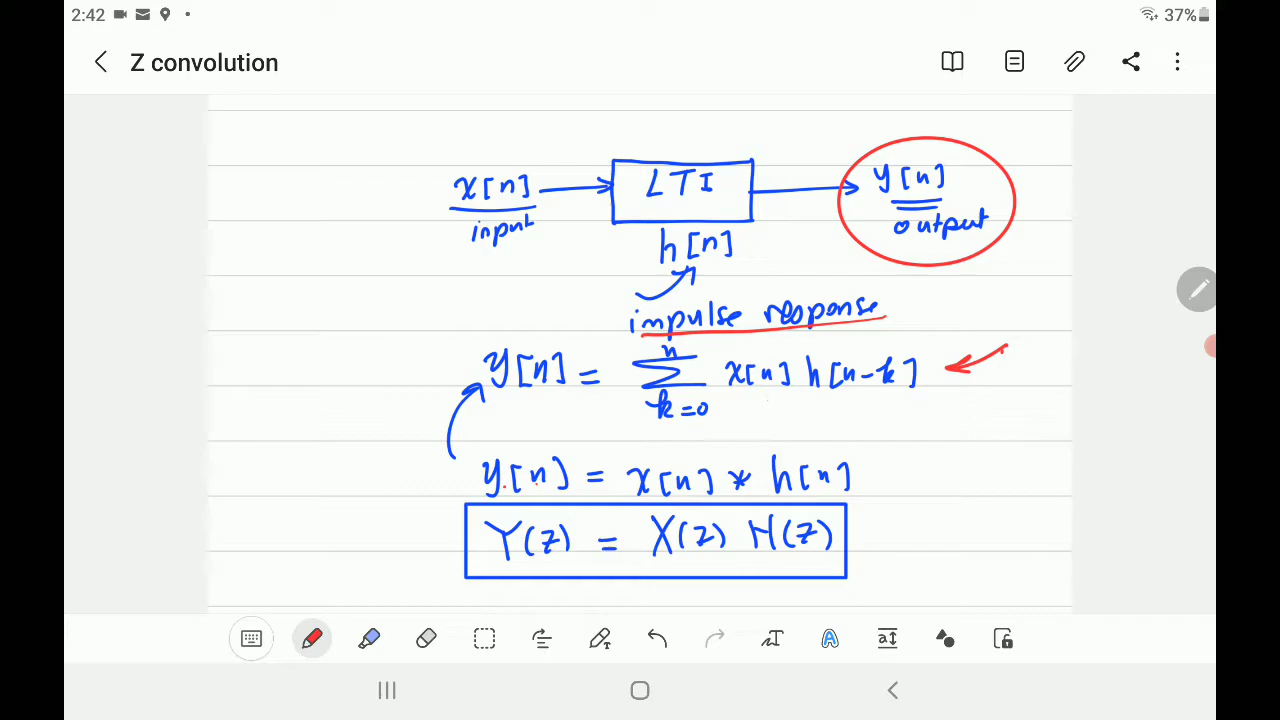 2:42 37%
Z convolution
x[n] LTI y[n]
input output
h[n]
impulse response
y[n] = n∑k=0 x[n] h[n-k]
y[n] = x[n] * h[n]
Y(z) = X(z) H(z)